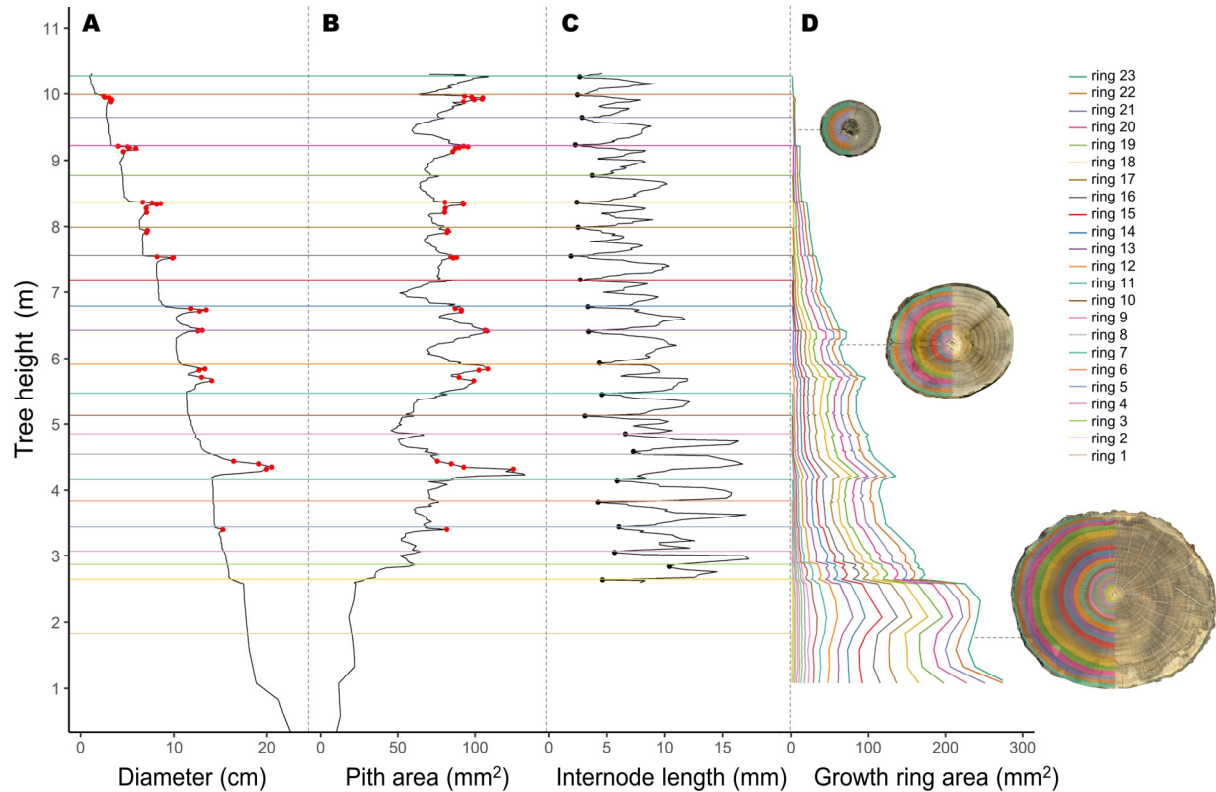 A B C D
Tree height (m)
11
10
9
8
7
6
5
4
3
2
1
0 10 20
0 50 100
0 5 10 15
0 100 200 300
Diameter (cm)
Pith area (mm²)
Internode length (mm)
Growth ring area (mm²)
ring 23
ring 22
ring 21
ring 20
ring 19
ring 18
ring 17
ring 16
ring 15
ring 14
ring 13
ring 12
ring 11
ring 10
ring 9
ring 8
ring 7
ring 6
ring 5
ring 4
ring 3
ring 2
ring 1